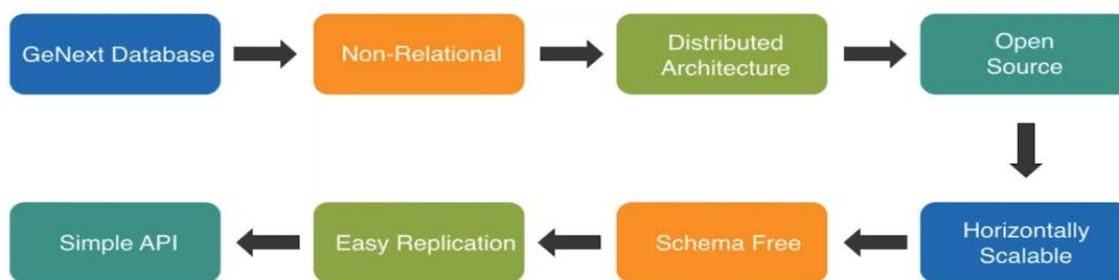 GeNext Database
Non-Relational
Distributed
Architecture
Open
Source
Horizontally
Scalable
Schema Free
Easy Replication
Simple API